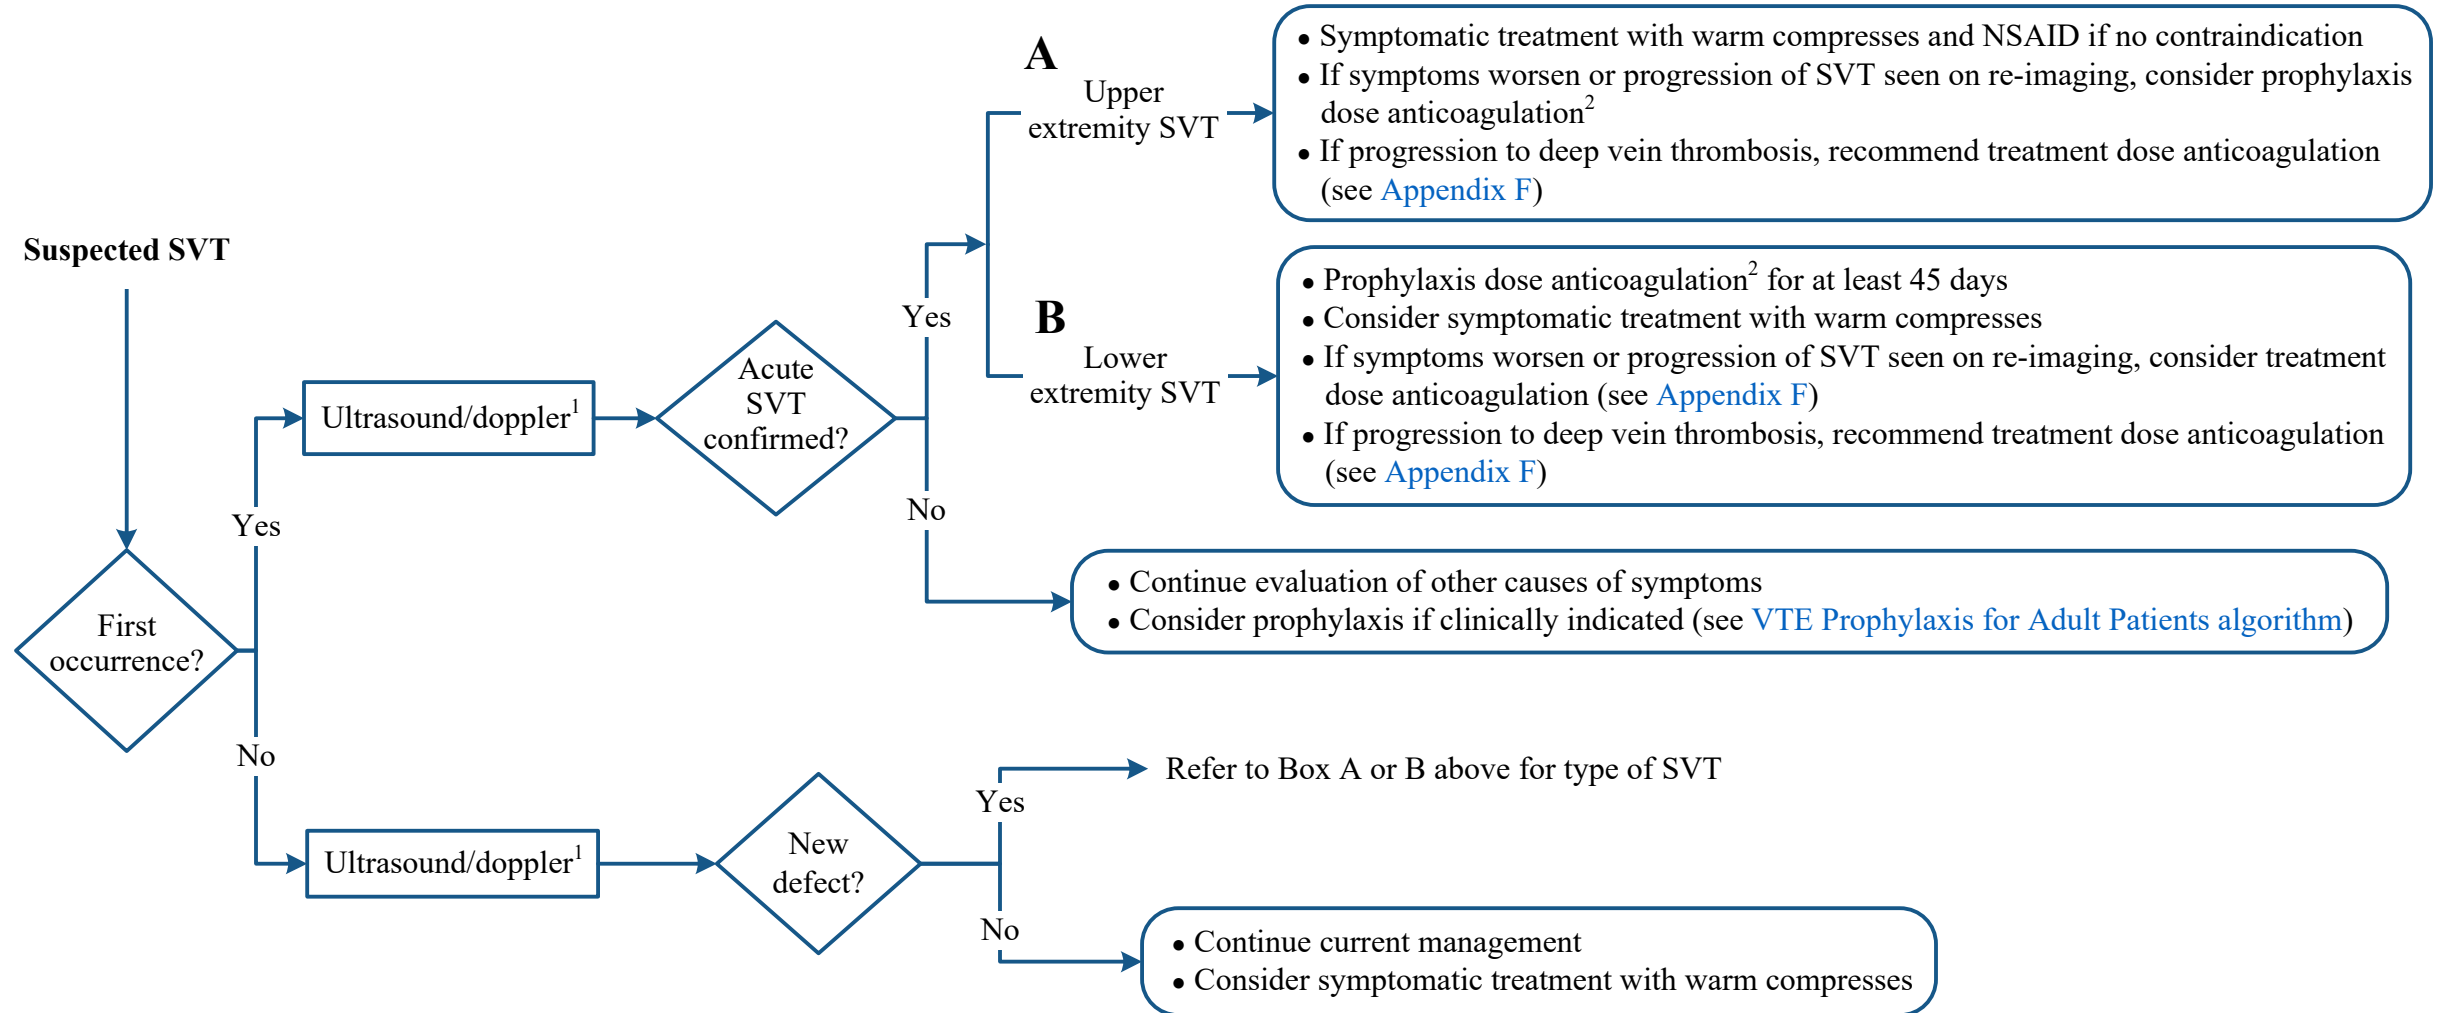 A
Upper
extremity SVT
• Symptomatic treatment with warm compresses and NSAID if no contraindication
• If symptoms worsen or progression of SVT seen on re-imaging, consider prophylaxis
dose anticoagulation2
• If progression to deep vein thrombosis, recommend treatment dose anticoagulation
(see Appendix F)
Suspected SVT
Yes
B
Lower
extremity SVT
• Prophylaxis dose anticoagulation2 for at least 45 days
• Consider symptomatic treatment with warm compresses
• If symptoms worsen or progression of SVT seen on re-imaging, consider treatment
dose anticoagulation (see Appendix F)
• If progression to deep vein thrombosis, recommend treatment dose anticoagulation
(see Appendix F)
Ultrasound/doppler1
Acute
SVT
confirmed?
Yes
No
First
occurrence?
• Continue evaluation of other causes of symptoms
• Consider prophylaxis if clinically indicated (see VTE Prophylaxis for Adult Patients algorithm)
No
Ultrasound/doppler1
New
defect?
Yes
Refer to Box A or B above for type of SVT
No
• Continue current management
• Consider symptomatic treatment with warm compresses